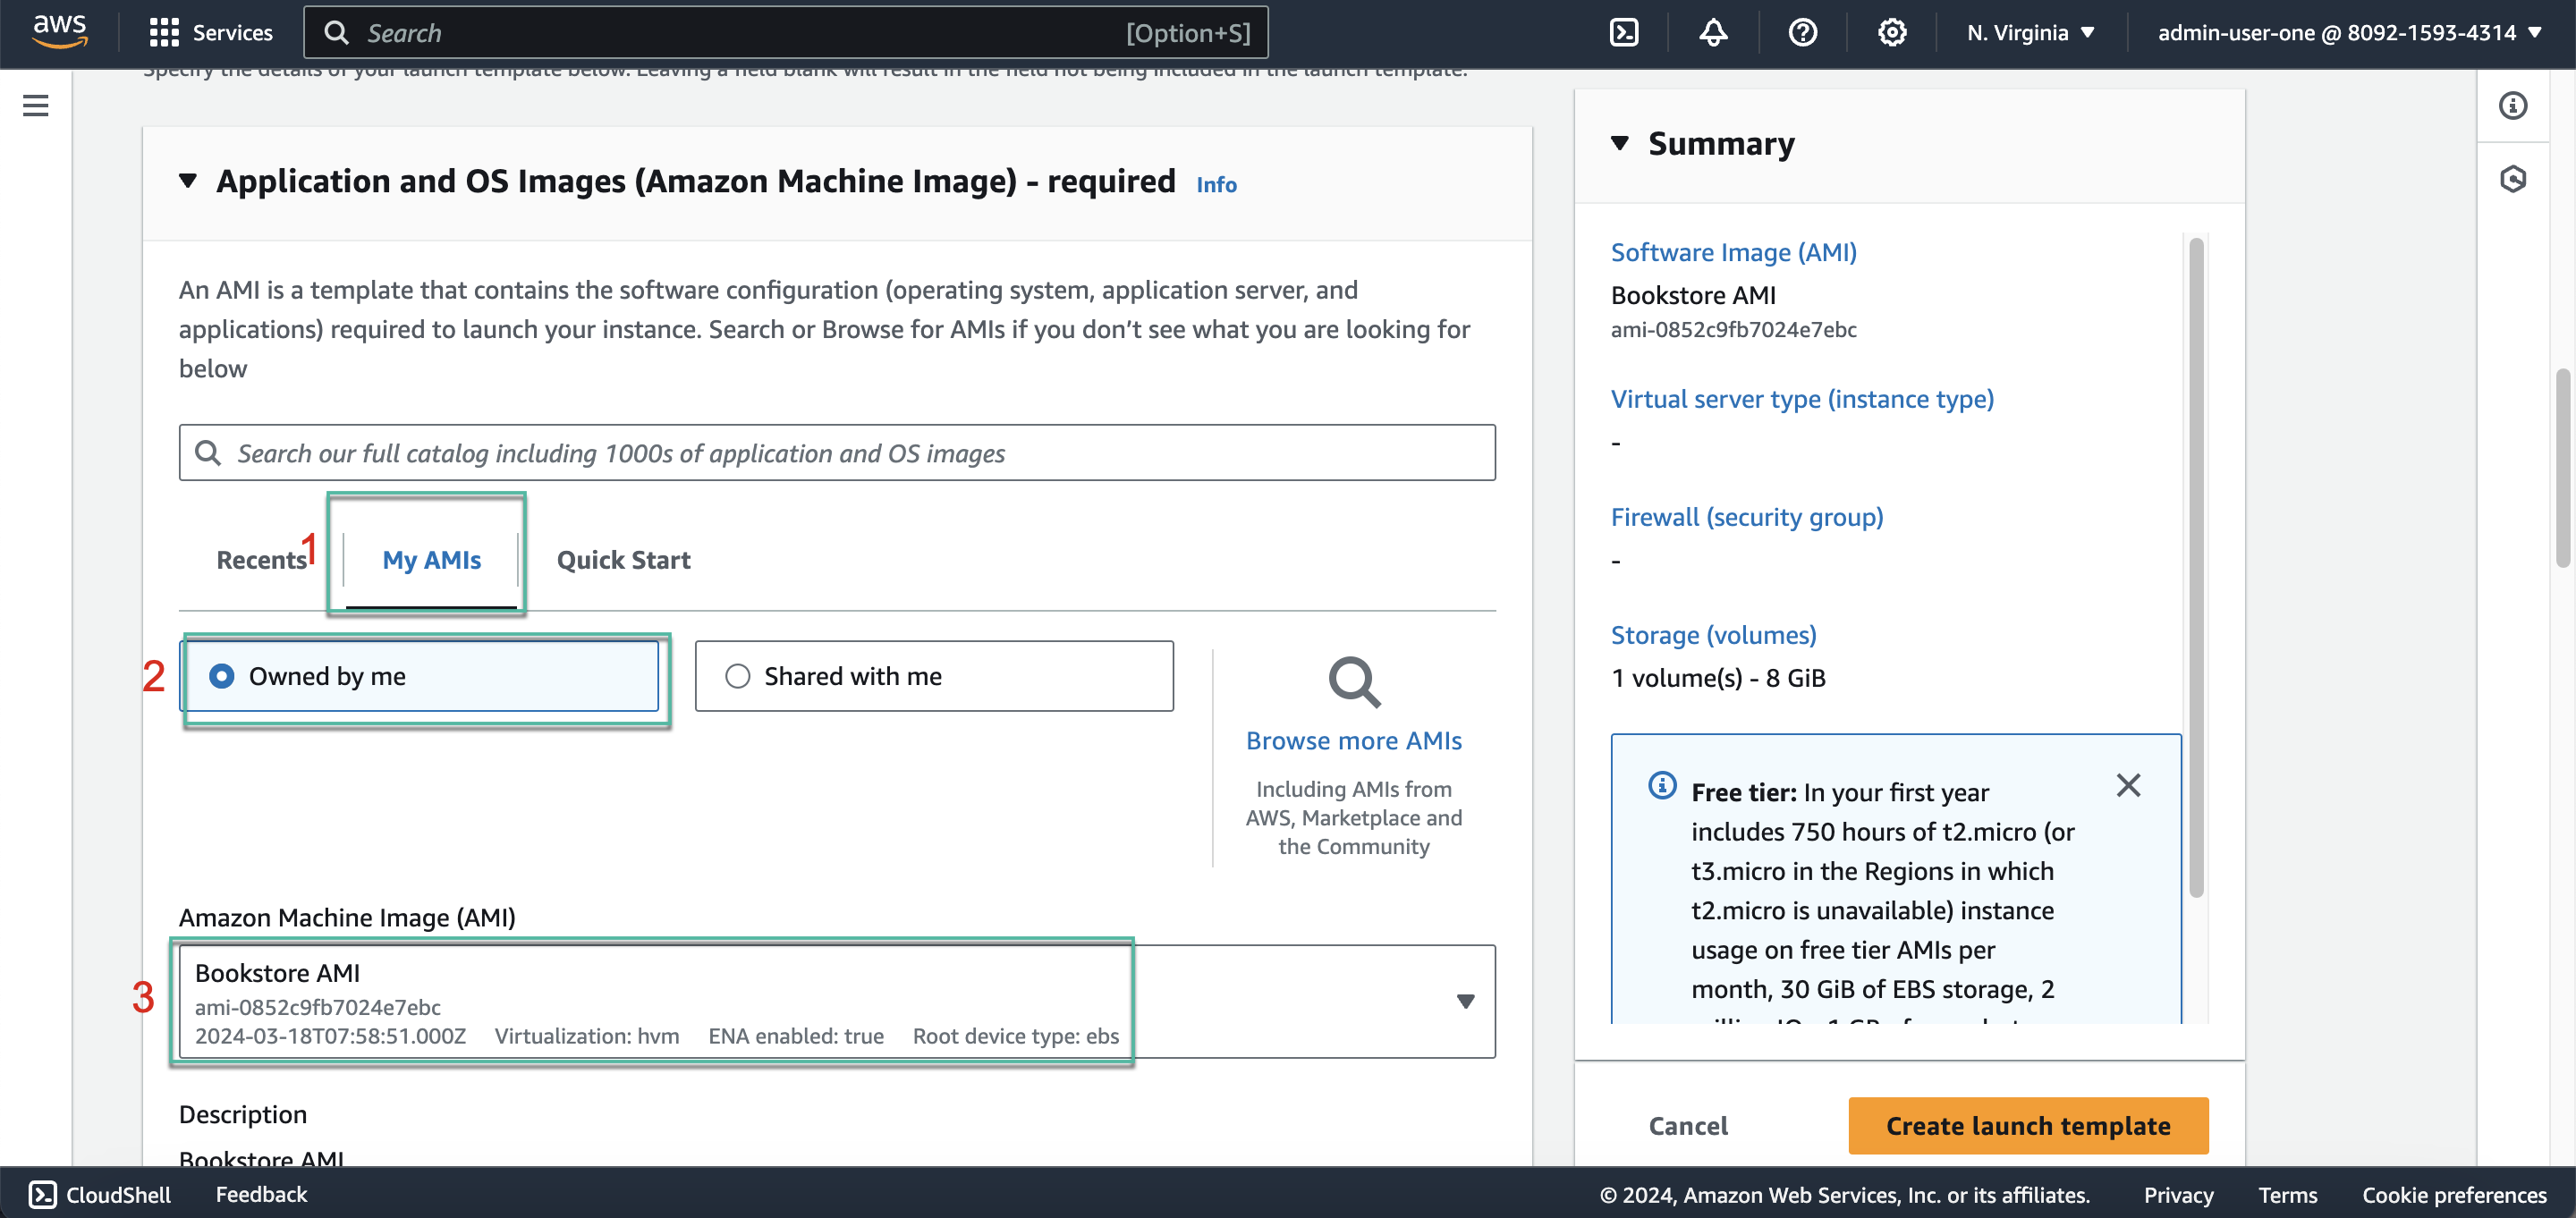 aws
Services
Search
[Option+S]
N. Virginia
admin-user-one @ 8092-1593-4314
Specify the details of your launch template below. Leaving a field blank will result in the field not being included in the launch template.
Application and OS Images (Amazon Machine Image) - required Info
An AMI is a template that contains the software configuration (operating system, application server, and
applications) required to launch your instance. Search or Browse for AMIs if you don’t see what you are looking for
below
Search our full catalog including 1000s of application and OS images
Recents
1
My AMIs
Quick Start
2
Owned by me
Shared with me
Browse more AMIs
Including AMIs from
AWS, Marketplace and
the Community
Amazon Machine Image (AMI)
3
Bookstore AMI
ami-0852c9fb7024e7ebc
2024-03-18T07:58:51.000Z Virtualization: hvm ENA enabled: true Root device type: ebs
Description
Bookstore AMI
Summary
Software Image (AMI)
Bookstore AMI
ami-0852c9fb7024e7ebc
Virtual server type (instance type)
-
Firewall (security group)
-
Storage (volumes)
1 volume(s) - 8 GiB
Free tier: In your first year
includes 750 hours of t2.micro (or
t3.micro in the Regions in which
t2.micro is unavailable) instance
usage on free tier AMIs per
month, 30 GiB of EBS storage, 2
Cancel
Create launch template
CloudShell
Feedback
© 2024, Amazon Web Services, Inc. or its affiliates.
Privacy
Terms
Cookie preferences